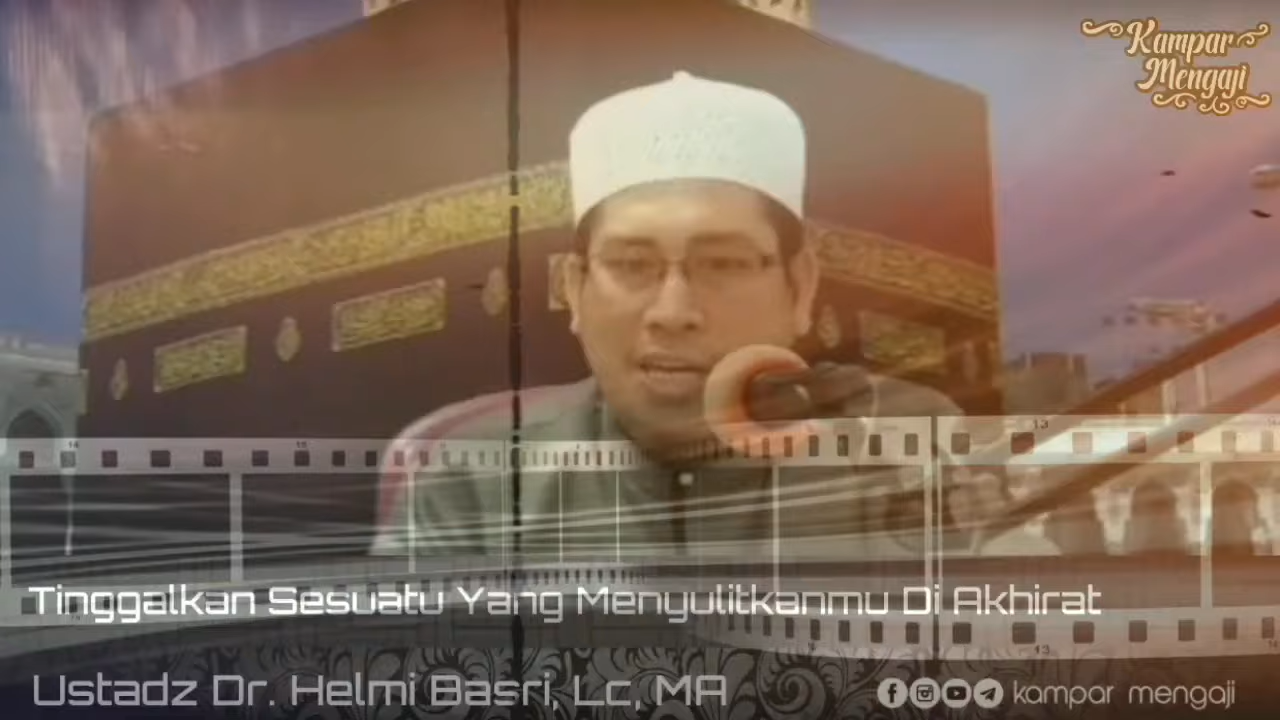 Kampar
Mengaji
Tinggalkan Sesuatu Yang Menyulitkanmu Di Akhirat
Ustadz Dr. Helmi Basri, Lc, MA
kampar mengaji